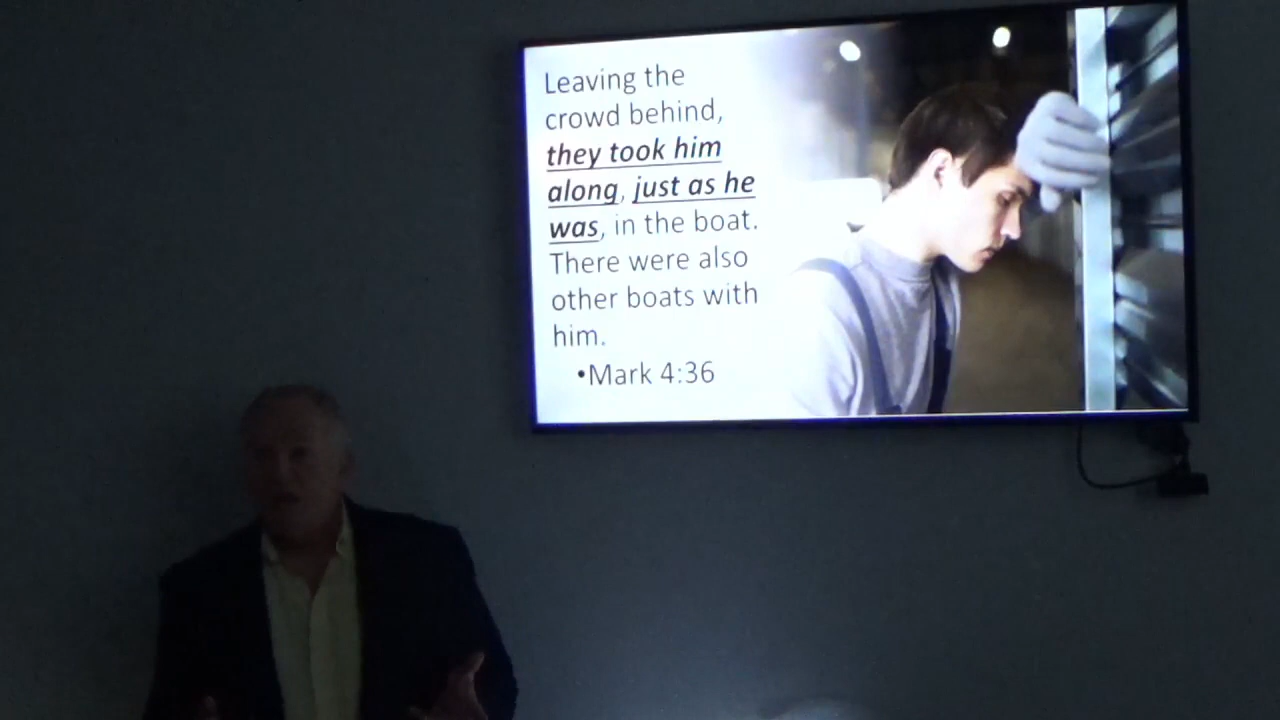 Leaving the
crowd behind,
they took him
along, just as he
was, in the boat.
There were also
other boats with
him.
•Mark 4:36